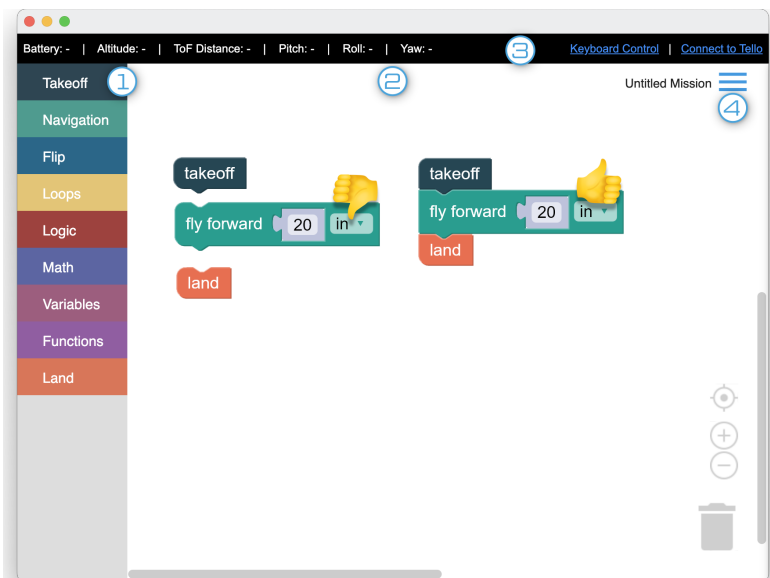 Battery: - | Altitude: - | ToF Distance: - | Pitch: - | Roll: - | Yaw: - 3 Keyboard Control | Connect to Tello
Takeoff 1
2
Untitled Mission
4
Navigation
Flip
Loops
Logic
Math
Variables
Functions
Land
takeoff
fly forward 20 in
land
takeoff
fly forward 20 in
land